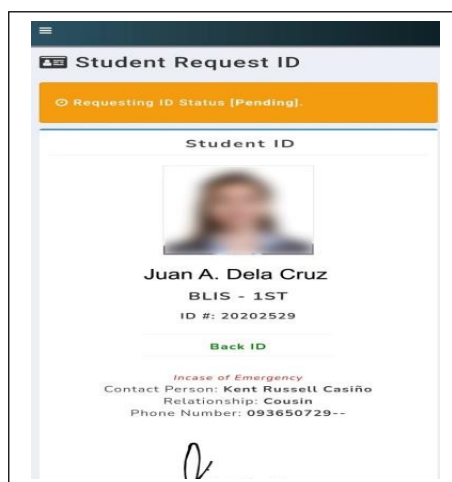 Student Request ID
Requesting ID Status [Pending].
Student ID
Juan A. Dela Cruz
BLIS - 1ST
ID #: 20202529
Back ID
Incase of Emergency
Contact Person: Kent Russell Casiño
Relationship: Cousin
Phone Number: 093650729--